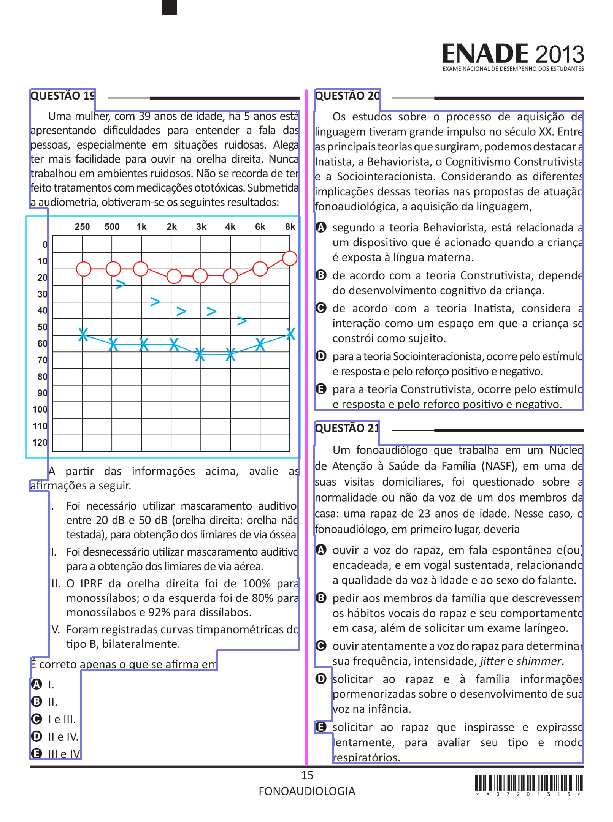 ENADE 2013
EXAME NACIONAL DE DESEMPENHO DOS ESTUDANTES
QUESTÃO 19
Uma mulher, com 39 anos de idade, há 5 anos está
apresentando dificuldades para entender a fala das
pessoas, especialmente em situações ruidosas. Alega
ter mais facilidade para ouvir na orelha direita. Nunca
trabalhou em ambientes ruidosos. Não se recorda de ter
feito tratamentos com medicações ototóxicas. Submetida
a audiometria, obtiveram-se os seguintes resultados:
250 500 1k 2k 3k 4k 6k 8k
0
10
20
30
40
50
60
70
80
90
100
110
120
A partir das informações acima, avalie as
afirmações a seguir.
I. Foi necessário utilizar mascaramento auditivo,
entre 20 dB e 50 dB (orelha direita: orelha não
testada), para obtenção dos limiares de via óssea.
I. Foi desnecessário utilizar mascaramento auditivo
para a obtenção dos limiares de via aérea.
II. O IPRF da orelha direita foi de 100% para
monossílabos; o da esquerda foi de 80% para
monossílabos e 92% para dissílabos.
V. Foram registradas curvas timpanométricas do
tipo B, bilateralmente.
É correto apenas o que se afirma em
A I.
B II.
C I e III.
D II e IV.
E III e IV.
QUESTÃO 20
Os estudos sobre o processo de aquisição de
linguagem tiveram grande impulso no século XX. Entre
as principais teorias que surgiram, podemos destacar a
Inatista, a Behaviorista, o Cognitivismo Construtivista
e a Sociointeracionista. Considerando as diferentes
implicações dessas teorias nas propostas de atuação
fonoaudiológica, a aquisição da linguagem,
A segundo a teoria Behaviorista, está relacionada a
um dispositivo que é acionado quando a criança
é exposta à língua materna.
B de acordo com a teoria Construtivista, depende
do desenvolvimento cognitivo da criança.
C de acordo com a teoria Inatista, considera a
interação como um espaço em que a criança se
constrói como sujeito.
D para a teoria Sociointeracionista, ocorre pelo estímulo
e resposta e pelo reforço positivo e negativo.
E para a teoria Construtivista, ocorre pelo estímulo
e resposta e pelo reforço positivo e negativo.
QUESTÃO 21
Um fonoaudiólogo que trabalha em um Núcleo
de Atenção à Saúde da Família (NASF), em uma de
suas visitas domiciliares, foi questionado sobre a
normalidade ou não da voz de um dos membros da
casa: uma rapaz de 23 anos de idade. Nesse caso, o
fonoaudiólogo, em primeiro lugar, deveria
A ouvir a voz do rapaz, em fala espontânea e(ou)
encadeada, e em vogal sustentada, relacionando
a qualidade da voz à idade e ao sexo do falante.
B pedir aos membros da família que descrevessem
os hábitos vocais do rapaz e seu comportamento
em casa, além de solicitar um exame laríngeo.
C ouvir atentamente a voz do rapaz para determinar
sua frequência, intensidade, jitter e shimmer.
D solicitar ao rapaz e à família informações
pormenorizadas sobre o desenvolvimento de sua
voz na infância.
E solicitar ao rapaz que inspirasse e expirasse
lentamente, para avaliar seu tipo e modo
respiratórios.
15
FONOAUDIOLOGIA